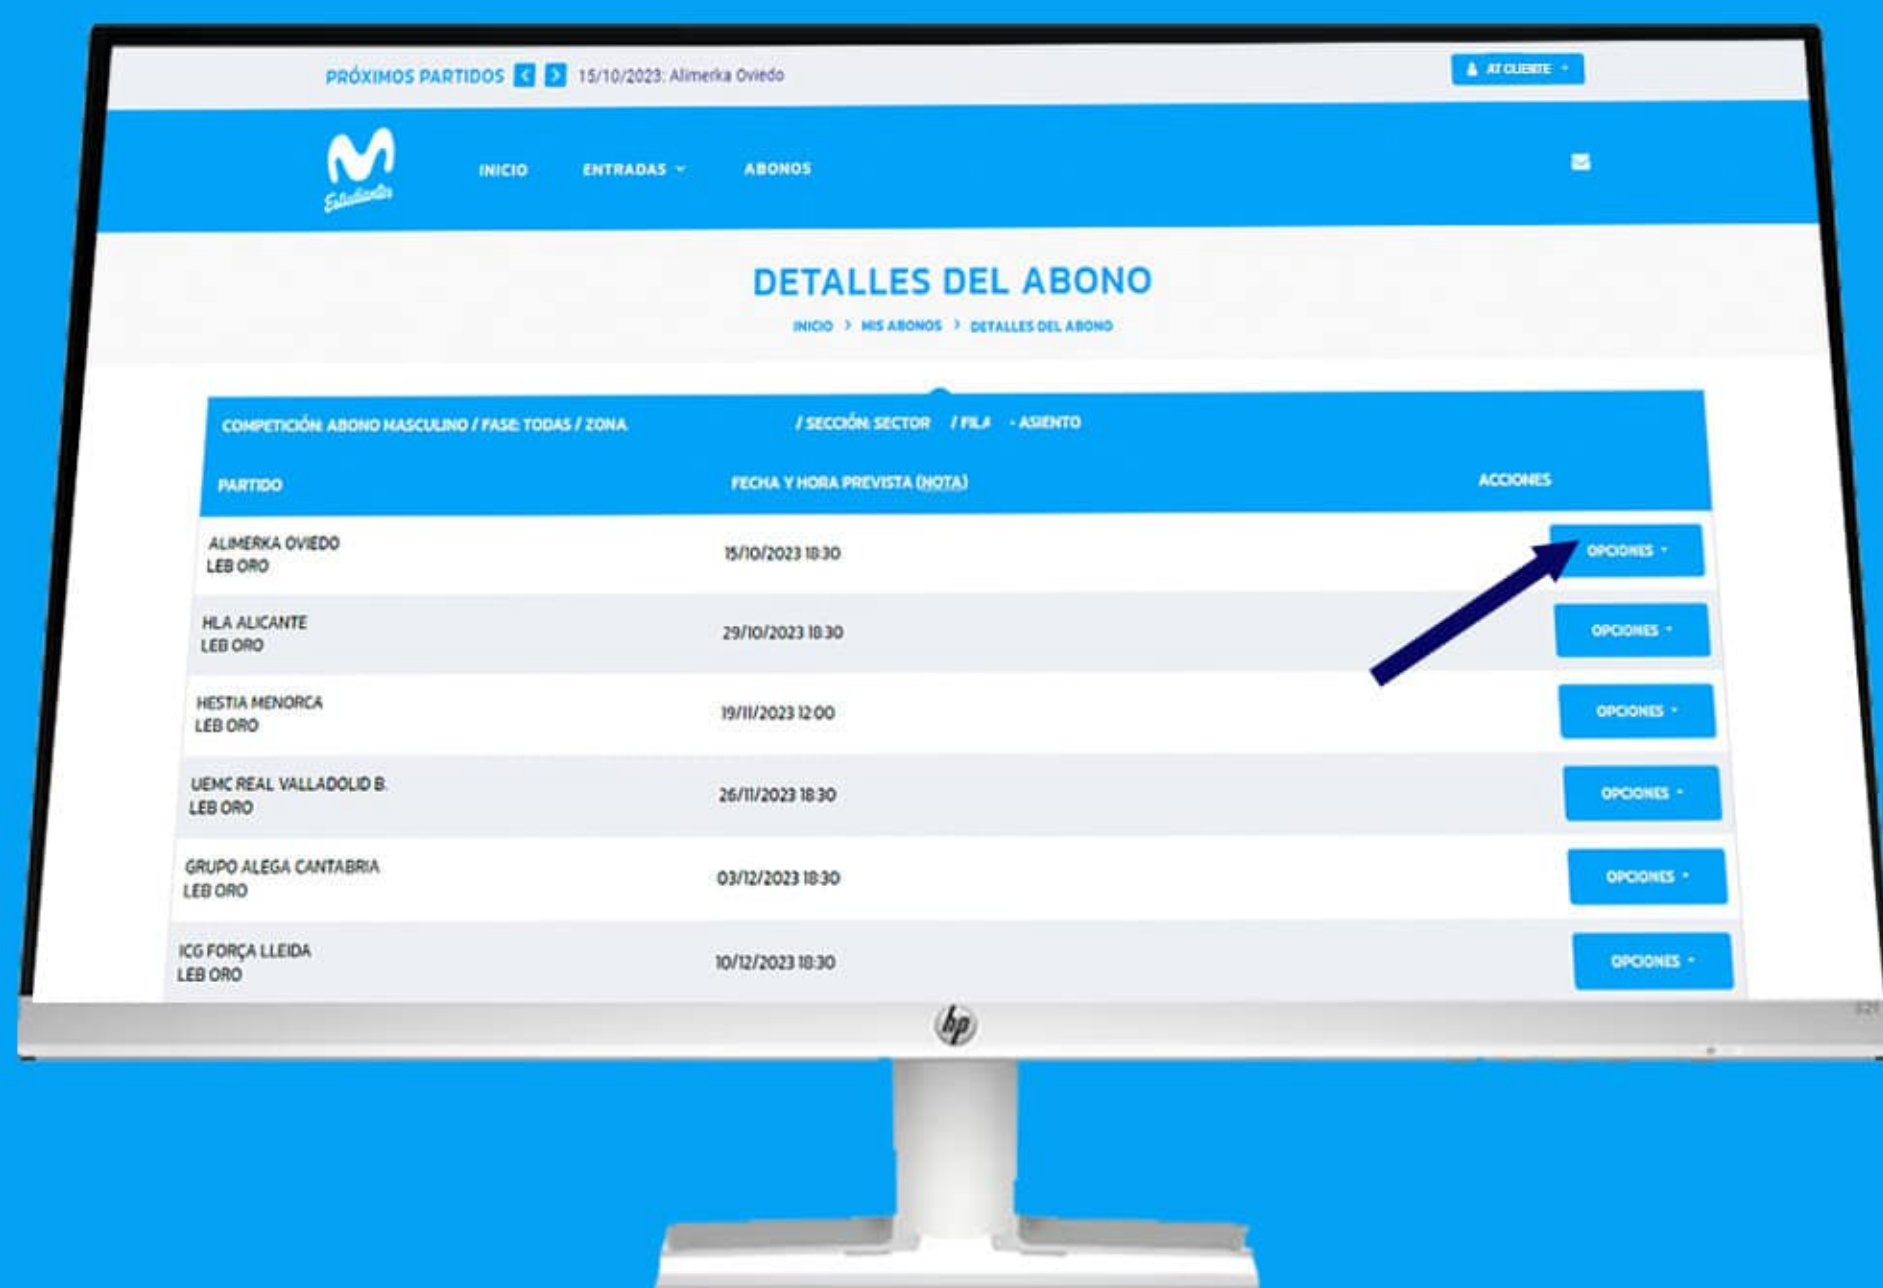 PRÓXIMOS PARTIDOS 15/10/2023: Alimerka Oviedo
AT CLIENTE
Estudiantes
INICIO ENTRADAS ABONOS
DETALLES DEL ABONO
INICIO > MIS ABONOS > DETALLES DEL ABONO
COMPETICIÓN: ABONO MASCULINO / FASE: TODAS / ZONA / SECCIÓN: SECTOR / FILA - ASIENTO
PARTIDO FECHA Y HORA PREVISTA (NOTA) ACCIONES
ALIMERKA OVIEDO
LEB ORO
15/10/2023 18:30
OPCIONES
HLA ALICANTE
LEB ORO
29/10/2023 18:30
OPCIONES
HESTIA MENORCA
LEB ORO
19/11/2023 12:00
OPCIONES
UEMC REAL VALLADOLID B.
LEB ORO
26/11/2023 18:30
OPCIONES
GRUPO ALEGA CANTABRIA
LEB ORO
03/12/2023 18:30
OPCIONES
ICG FORÇA LLEIDA
LEB ORO
10/12/2023 18:30
OPCIONES
hp